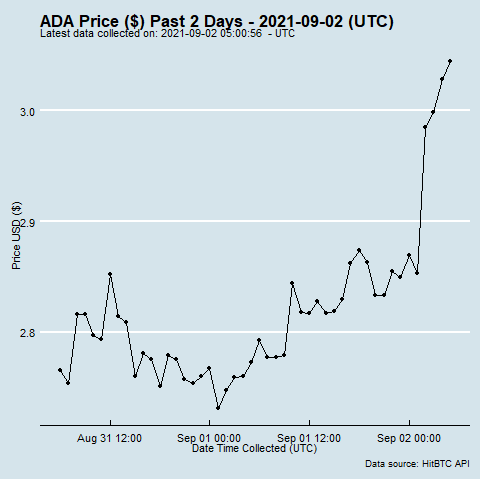 ADA Price ($) Past 2 Days - 2021-09-02 (UTC)
Latest data collected on: 2021-09-02 05:00:56  - UTC
3.0
2.9
2.8
Price USD ($)
Aug 31 12:00
Sep 01 00:00
Sep 01 12:00
Sep 02 00:00
Date Time Collected (UTC)
Data source: HitBTC API